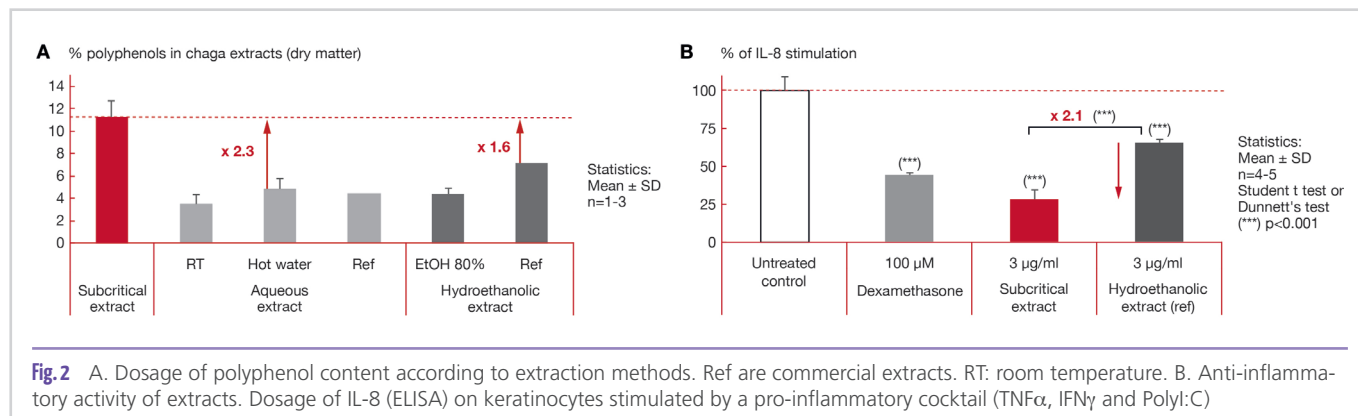 A % polyphenols in chaga extracts (dry matter)
14
12
10
8
6
4
2
0
x 2.3
x 1.6
Statistics:
Mean ± SD
n=1-3
RT Hot water Ref EtOH 80% Ref
Subcritical extract
Aqueous extract
Hydroethanolic extract
B % of IL-8 stimulation
100
75
50
25
0
(***)
(***)
x 2.1 (***)
(***)
Statistics:
Mean ± SD
n=4-5
Student t test or
Dunnett's test
(***) p<0.001
Untreated
control
100 µM
Dexamethasone
3 µg/ml
Subcritical
extract
3 µg/ml
Hydroethanolic
extract (ref)
Fig. 2 A. Dosage of polyphenol content according to extraction methods. Ref are commercial extracts. RT: room temperature. B. Anti-inflamma-
tory activity of extracts. Dosage of IL-8 (ELISA) on keratinocytes stimulated by a pro-inflammatory cocktail (TNFα, IFNγ and PolyI:C)